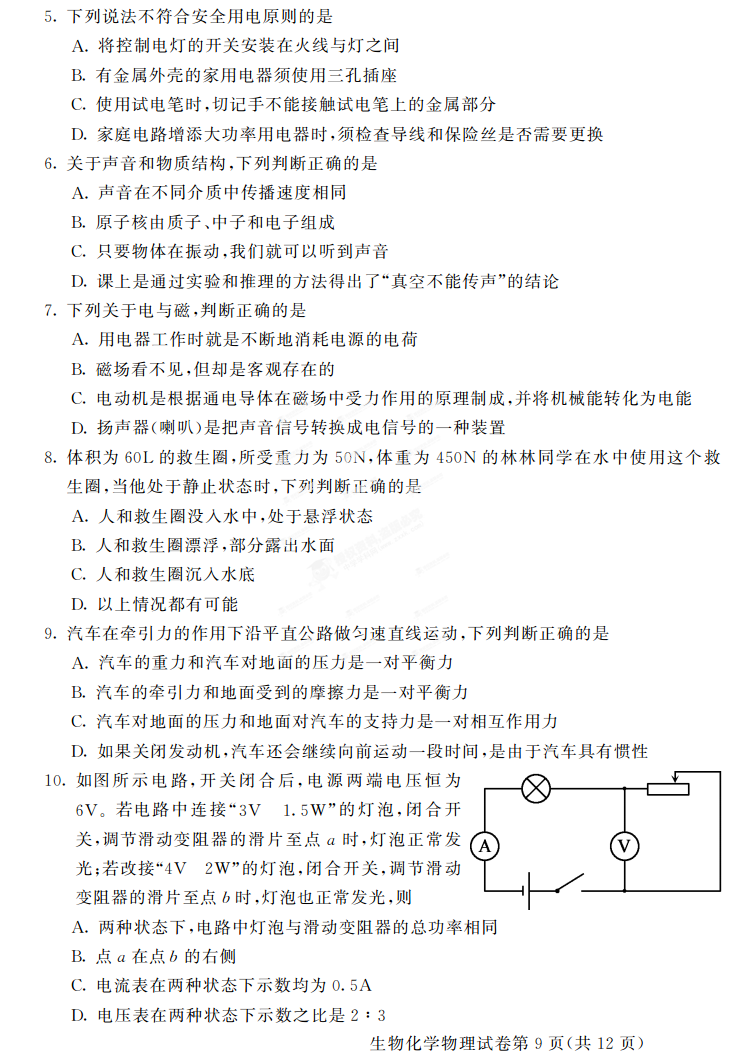 5. 下列说法不符合安全用电原则的是
A. 将控制电灯的开关安装在火线与灯之间
B. 有金属外壳的家用电器须使用三孔插座
C. 使用试电笔时,切记手不能接触试电笔上的金属部分
D. 家庭电路增添大功率用电器时,须检查导线和保险丝是否需要更换
6. 关于声音和物质结构,下列判断正确的是
A. 声音在不同介质中传播速度相同
B. 原子核由质子、中子和电子组成
C. 只要物体在振动,我们就可以听到声音
D. 课上是通过实验和推理的方法得出了“真空不能传声”的结论
7. 下列关于电与磁,判断正确的是
A. 用电器工作时就是不断地消耗电源的电荷
B. 磁场看不见,但却是客观存在的
C. 电动机是根据通电导体在磁场中受力作用的原理制成,并将机械能转化为电能
D. 扬声器(喇叭)是把声音信号转换成电信号的一种装置
8. 体积为 60L 的救生圈,所受重力为 50N,体重为 450N 的林林同学在水中使用这个救
生圈,当他处于静止状态时,下列判断正确的是
A. 人和救生圈没入水中,处于悬浮状态
B. 人和救生圈漂浮,部分露出水面
C. 人和救生圈沉入水底
D. 以上情况都有可能
9. 汽车在牵引力的作用下沿平直公路做匀速直线运动,下列判断正确的是
A. 汽车的重力和汽车对地面的压力是一对平衡力
B. 汽车的牵引力和地面受到的摩擦力是一对平衡力
C. 汽车对地面的压力和地面对汽车的支持力是一对相互作用力
D. 如果关闭发动机,汽车还会继续向前运动一段时间,是由于汽车具有惯性
10. 如图所示电路,开关闭合后,电源两端电压恒为
6V。若电路中连接“3V 1.5W”的灯泡,闭合开
关,调节滑动变阻器的滑片至点 a 时,灯泡正常发
光;若改接“4V 2W”的灯泡,闭合开关,调节滑动
变阻器的滑片至点 b 时,灯泡也正常发光,则
A V
A. 两种状态下,电路中灯泡与滑动变阻器的总功率相同
B. 点 a 在点 b 的右侧
C. 电流表在两种状态下示数均为 0.5A
D. 电压表在两种状态下示数之比是 2∶3
生物化学物理试卷第 9 页(共 12 页)